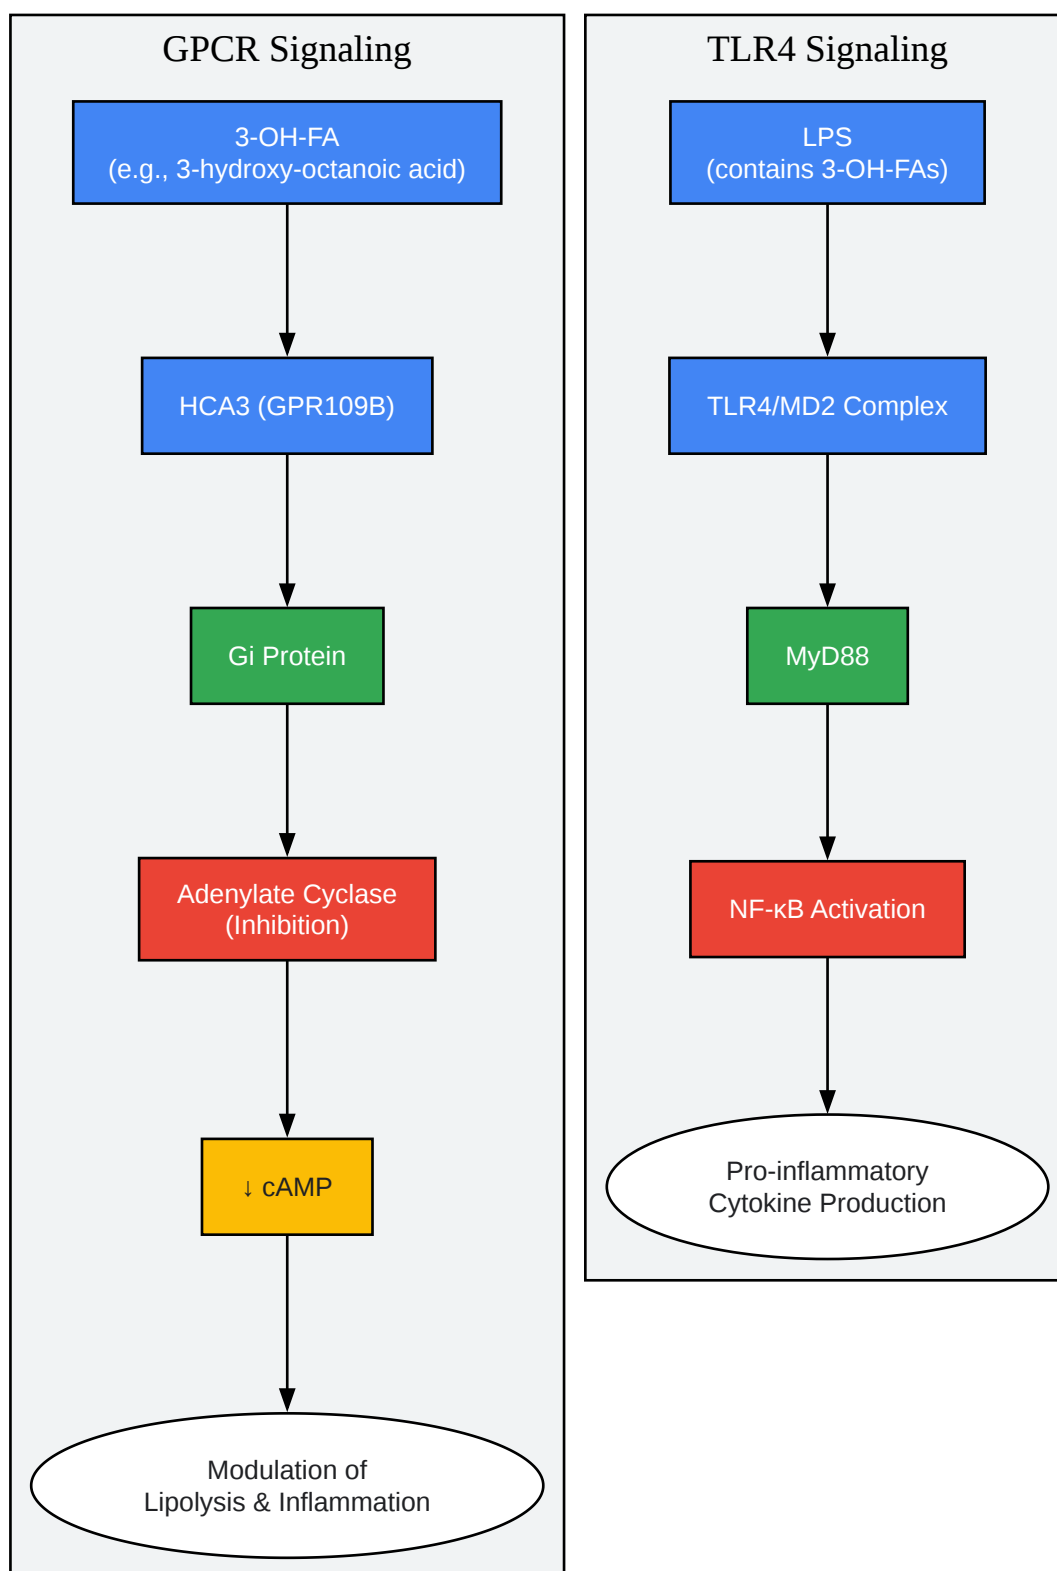 GPCR Signaling
3-OH-FA
(e.g., 3-hydroxy-octanoic acid)
HCA3 (GPR109B)
Gi Protein
Adenylate Cyclase
(Inhibition)
↓ cAMP
Modulation of
Lipolysis & Inflammation
TLR4 Signaling
LPS
(contains 3-OH-FAs)
TLR4/MD2 Complex
MyD88
NF-κB Activation
Pro-inflammatory
Cytokine Production